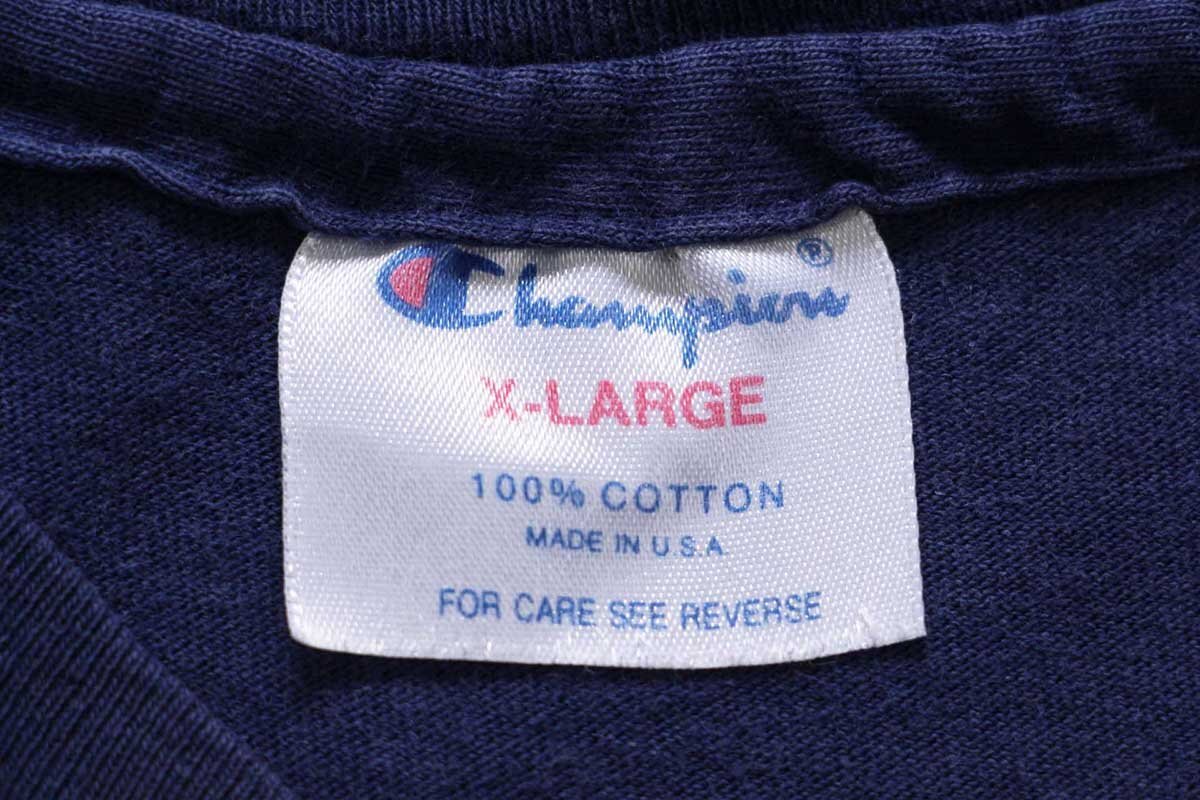 Champion®
X-LARGE
100% COTTON
MADE IN U.S.A.
FOR CARE SEE REVERSE